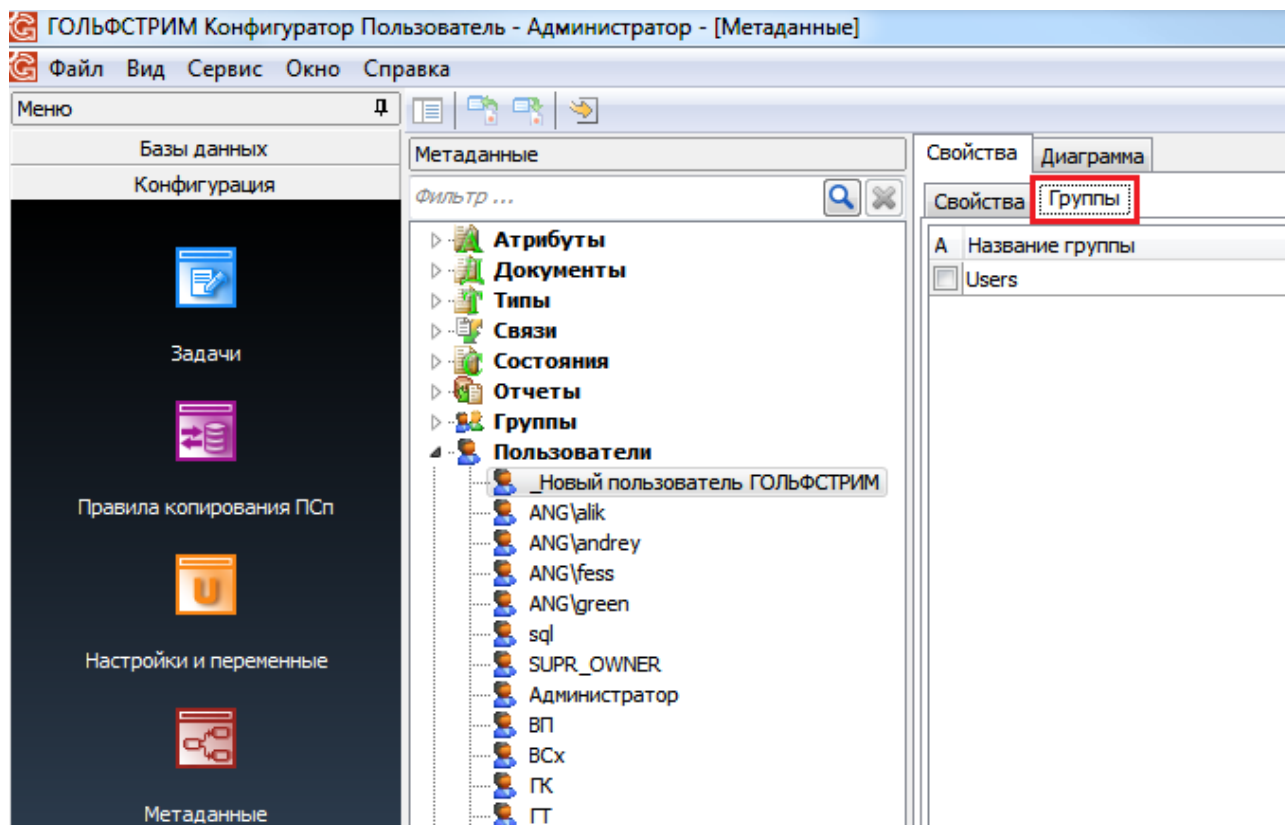 ГОЛЬФСТРИМ Конфигуратор Пользователь - Администратор - [Метаданные]
Файл Вид Сервис Окно Справка
Меню
Базы данных
Конфигурация
Задачи
Правила копирования ПСп
Настройки и переменные
Метаданные
Метаданные
Фильтр ...
Атрибуты
Документы
Типы
Связи
Состояния
Отчеты
Группы
Пользователи
_Новый пользователь ГОЛЬФСТРИМ
ANG\alik
ANG\andrey
ANG\fess
ANG\green
sql
SUPR_OWNER
Администратор
ВП
ВСх
ГК
ГТ
Свойства Диаграмма
Свойства Группы
А Название группы
Users